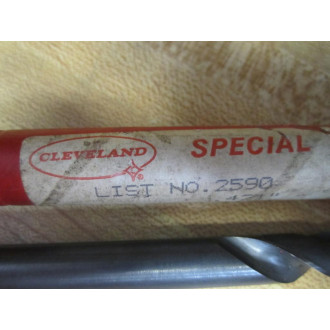 CLEVELAND SPECIAL
®
LIST NO. 2590